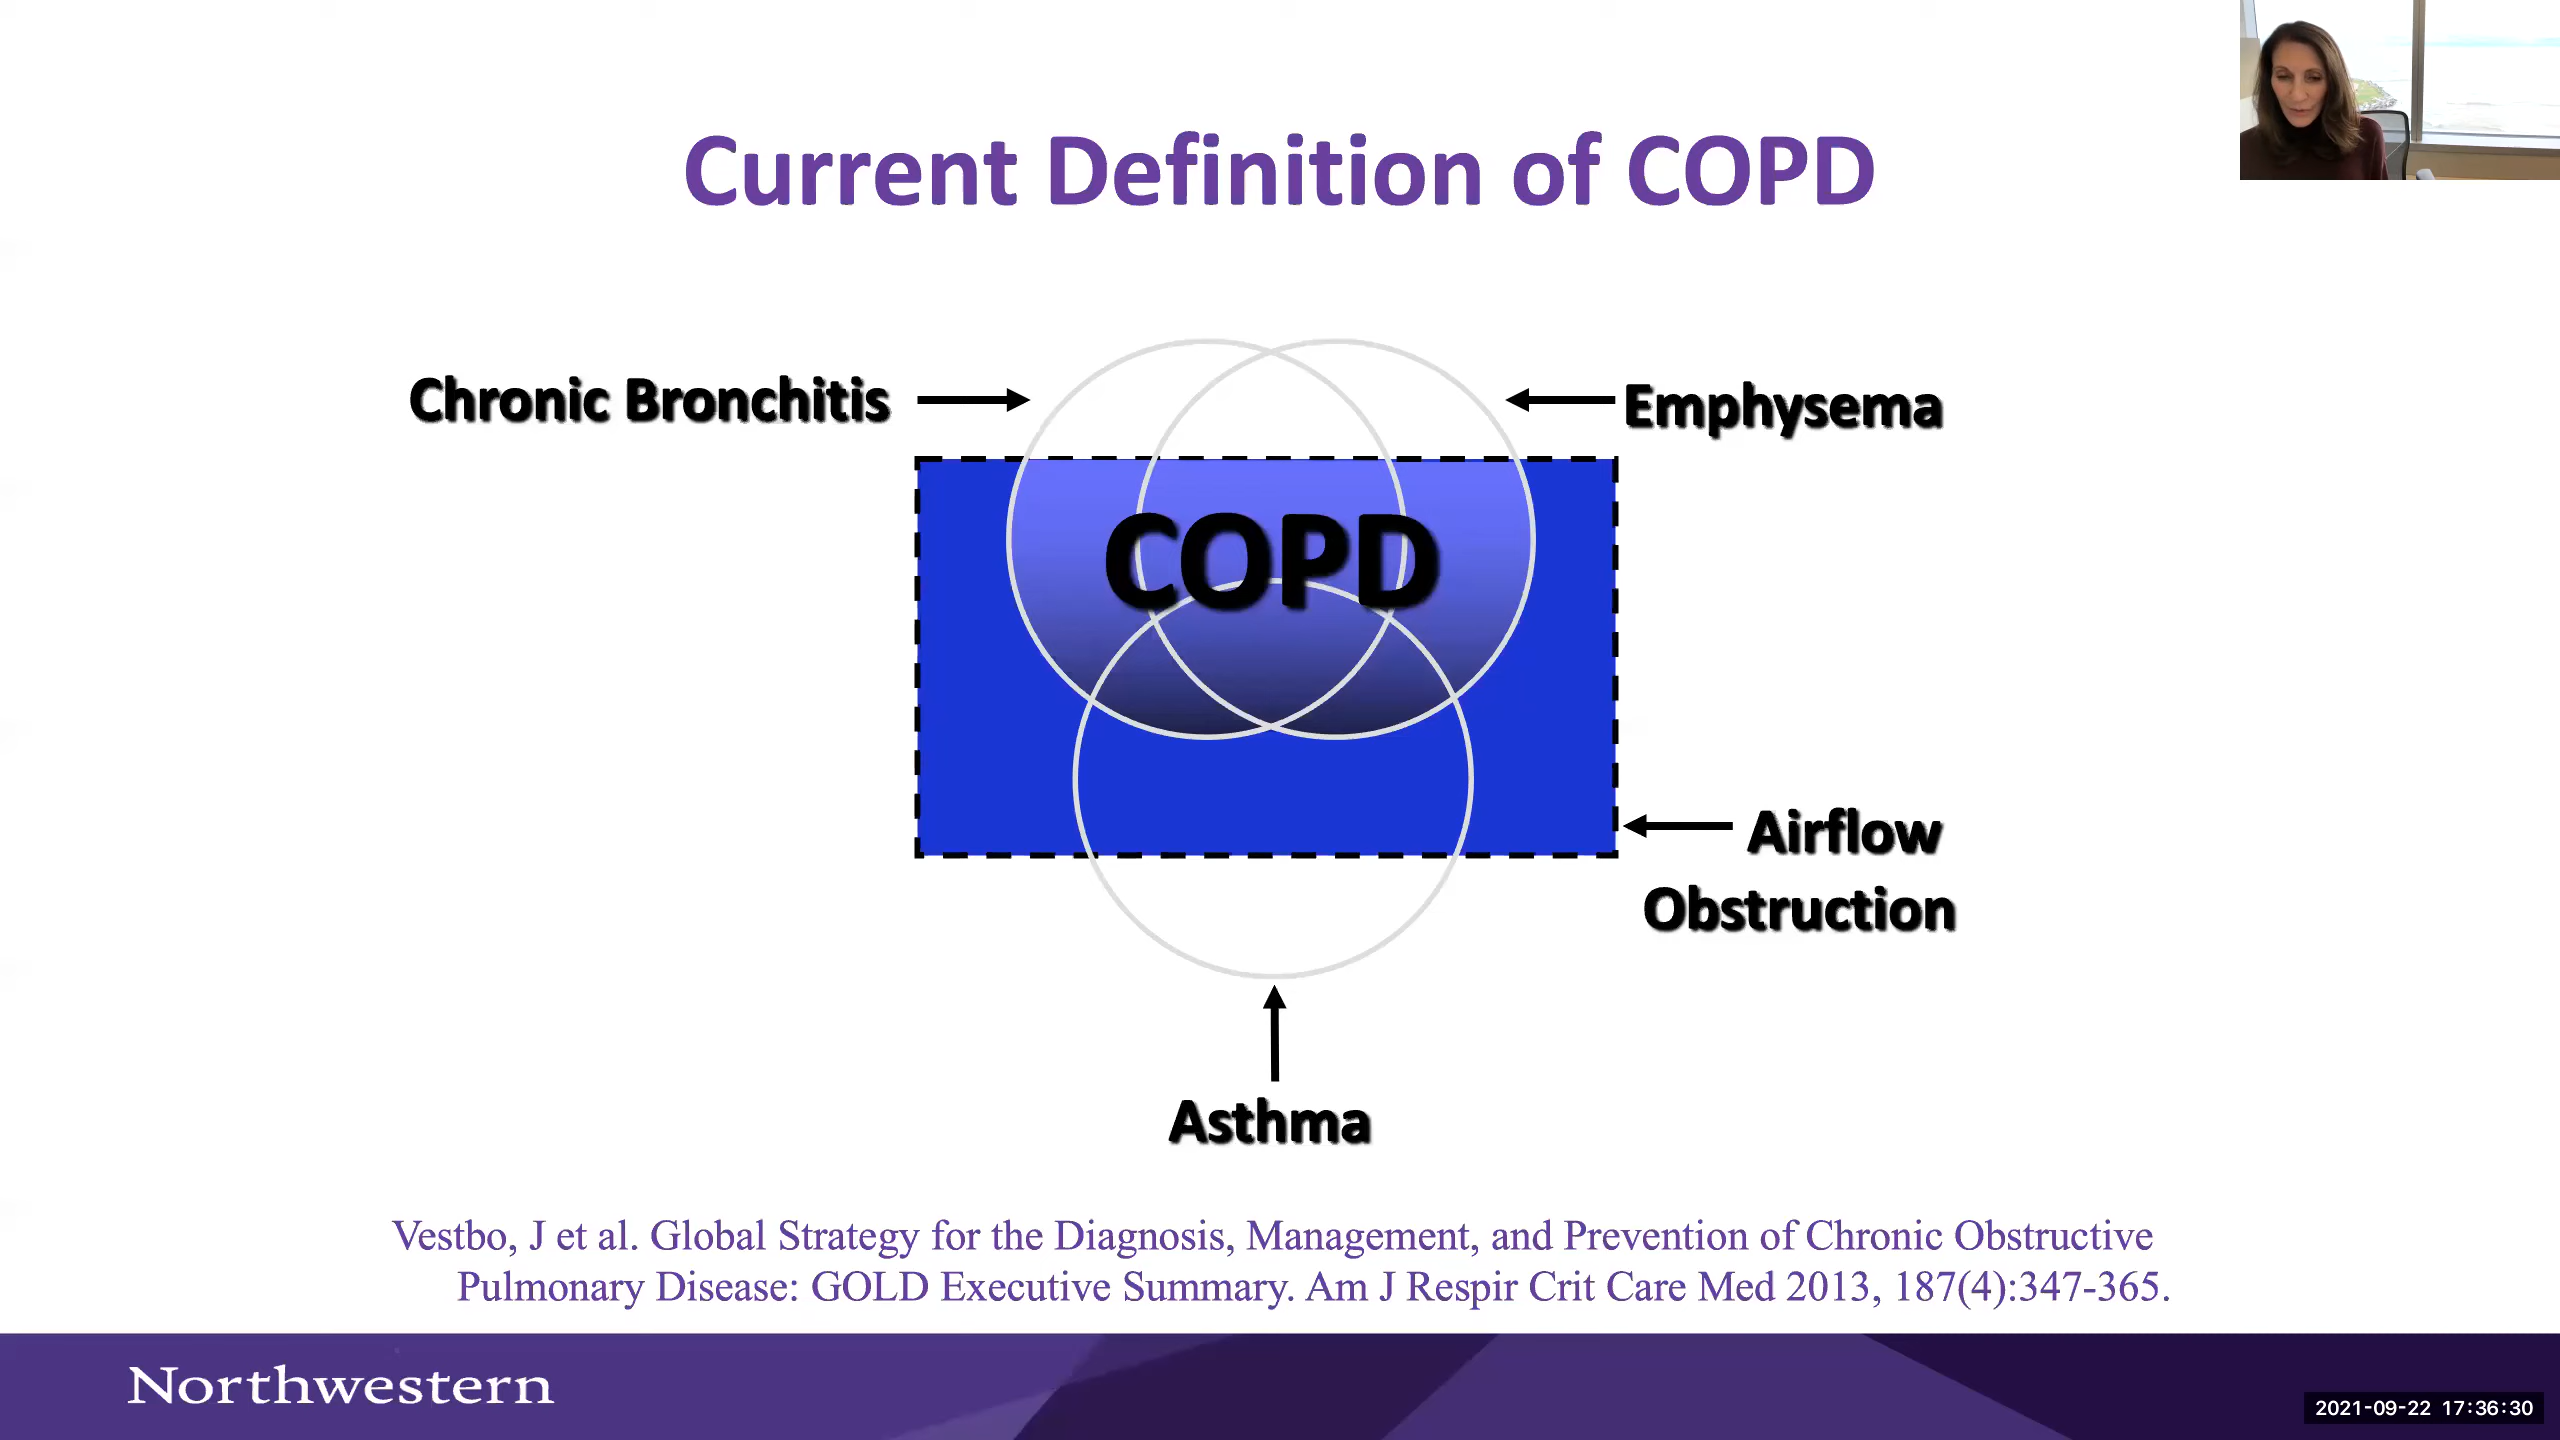 Current Definition of COPD
Chronic Bronchitis
Emphysema
COPD
Airflow
Obstruction
Asthma
Vestbo, J et al. Global Strategy for the Diagnosis, Management, and Prevention of Chronic Obstructive
Pulmonary Disease: GOLD Executive Summary. Am J Respir Crit Care Med 2013, 187(4):347-365.
Northwestern
2021-09-22 17:36:30